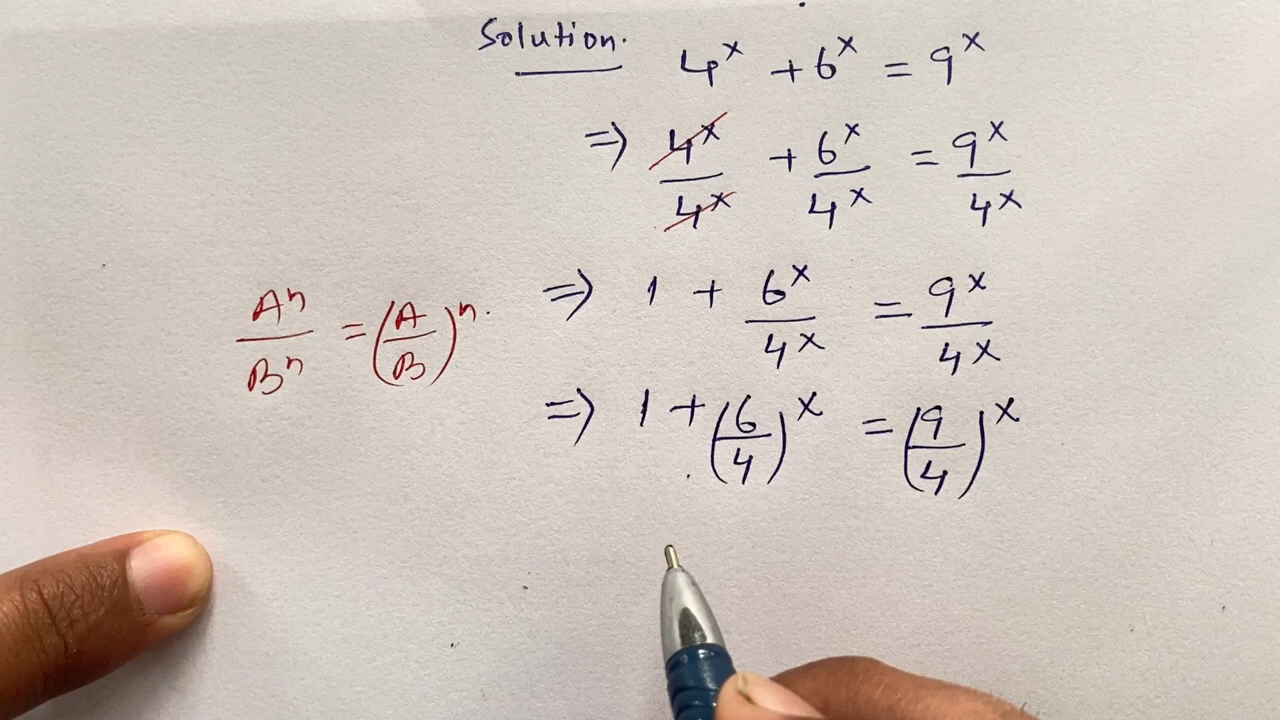 Solution. 4^x + 6^x = 9^x
⇒ 4^x/4^x + 6^x/4^x = 9^x/4^x
⇒ 1 + 6^x/4^x = 9^x/4^x
A^n/B^n = (A/B)^n.
⇒ 1 + (6/4)^x = (9/4)^x